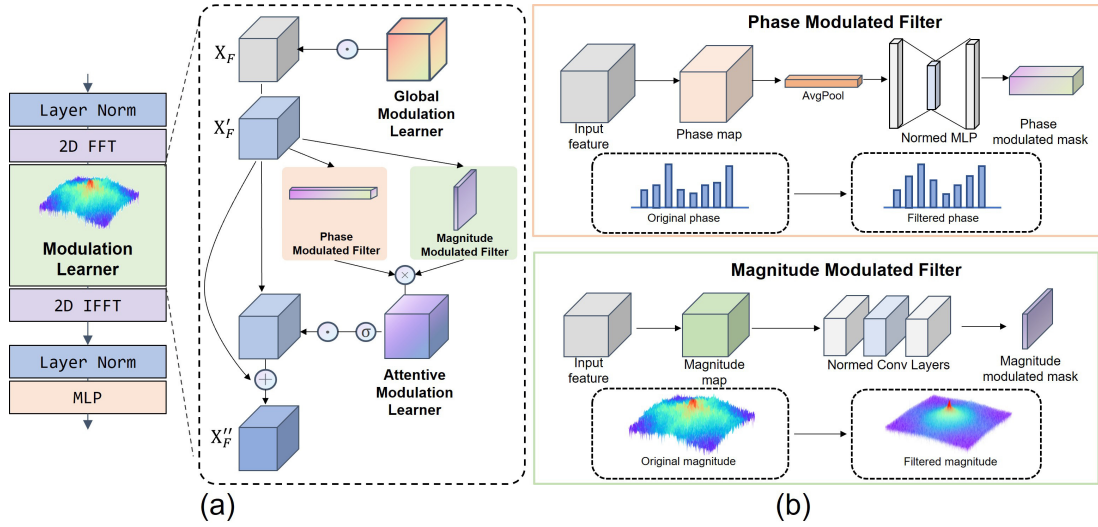 Layer Norm
2D FFT
Modulation
Learner
2D IFFT
Layer Norm
MLP
X_F
Global
Modulation
Learner
X′_F
Phase
Modulated Filter
Magnitude
Modulated Filter
×
σ
+
Attentive
Modulation
Learner
X″_F
(a)
Phase Modulated Filter
Input
feature
Phase map
AvgPool
Normed MLP
Phase
modulated mask
Original phase
Filtered phase
Magnitude Modulated Filter
Input
feature
Magnitude
map
Normed Conv Layers
Magnitude
modulated mask
Original magnitude
Filtered magnitude
(b)